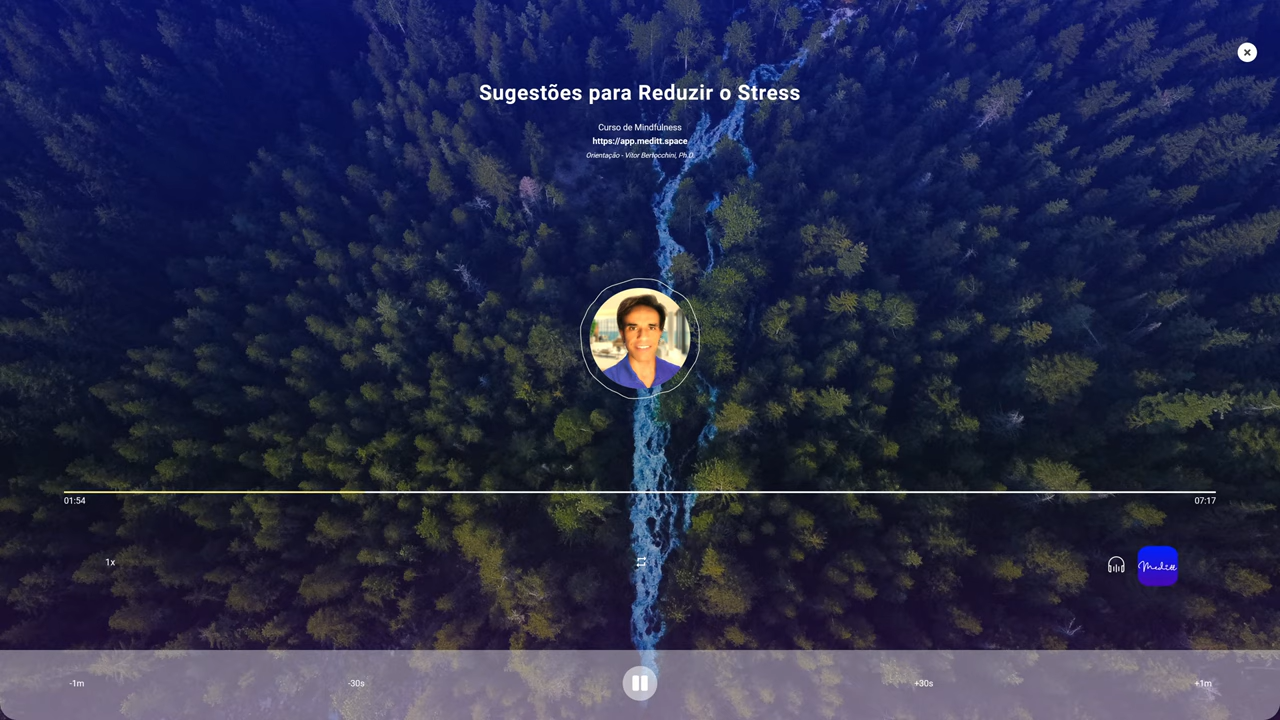 Sugestões para Reduzir o Stress
Curso de Mindfulness
https://app.meditt.space
Orientação - Vitor Bertocchini, Ph.D.
01:54
07:17
1x
Meditt
-1m
-30s
+30s
+1m